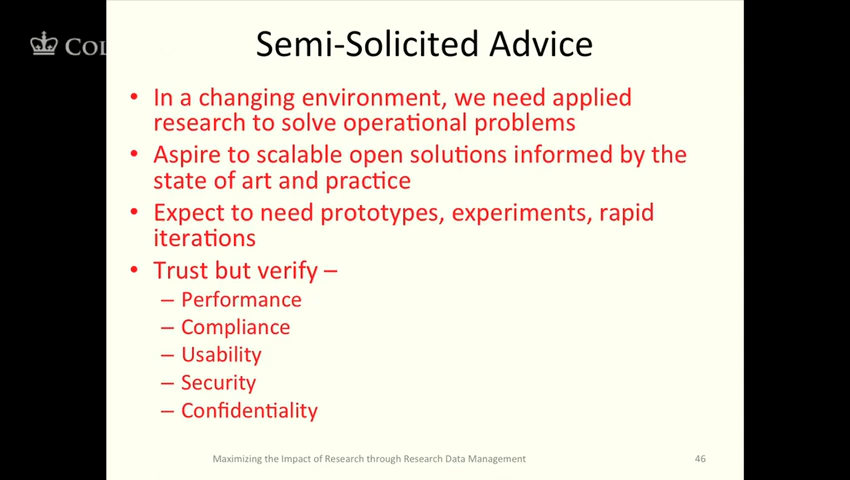 COL
Semi-Solicited Advice
• In a changing environment, we need applied
research to solve operational problems
• Aspire to scalable open solutions informed by the
state of art and practice
• Expect to need prototypes, experiments, rapid
iterations
• Trust but verify –
– Performance
– Compliance
– Usability
– Security
– Confidentiality
Maximizing the Impact of Research through Research Data Management 46